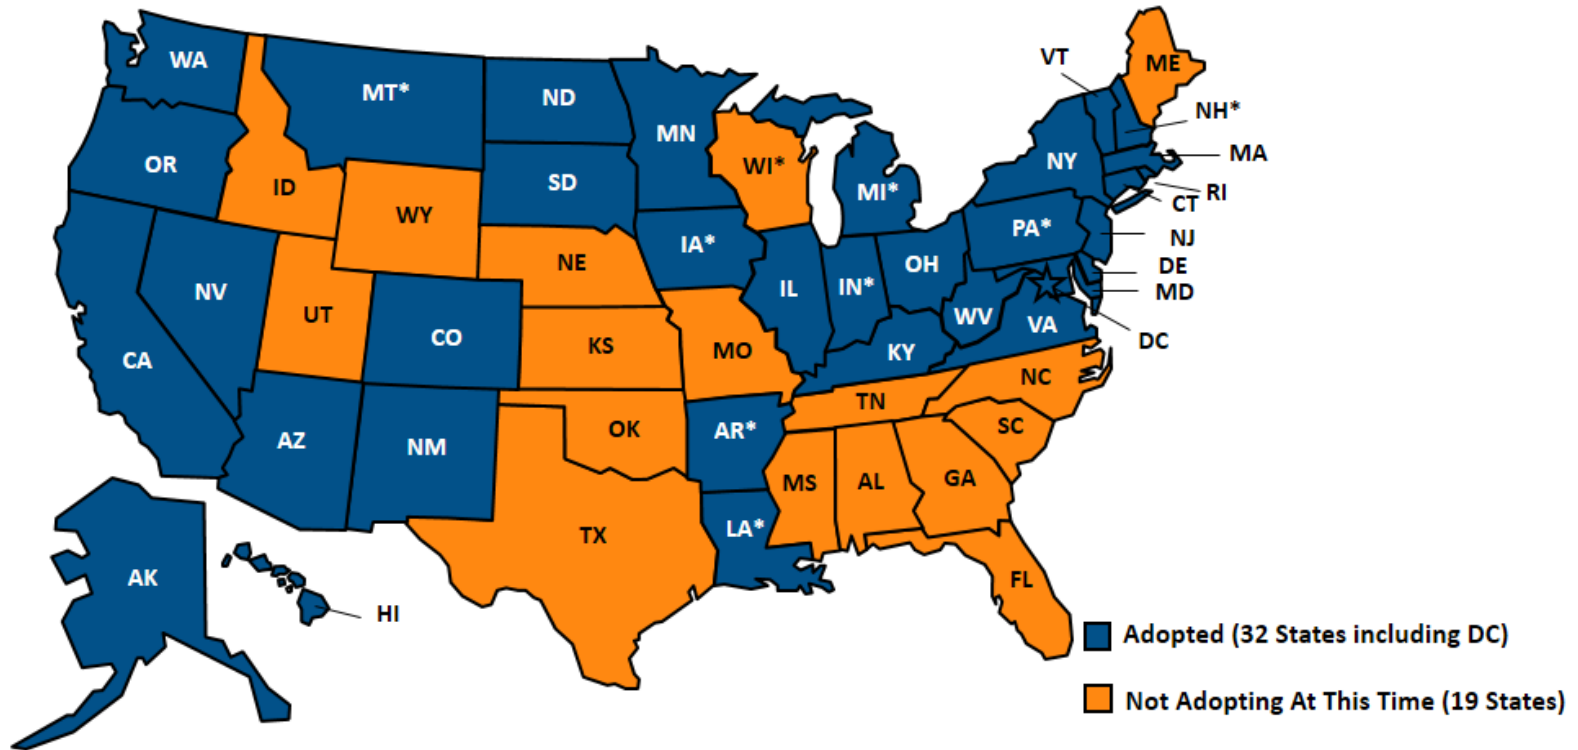 WA
MT*
ND
MN
VT
ME
NH*
OR
ID
WY
SD
WI*
MI*
NY
MA
RI
CT
NV
UT
NE
IA*
IL
IN*
OH
PA*
NJ
DE
MD
DC
CA
CO
KS
MO
KY
WV
VA
AZ
NM
OK
AR*
TN
NC
SC
TX
LA*
MS
AL
GA
FL
AK
HI
Adopted (32 States including DC)
Not Adopting At This Time (19 States)